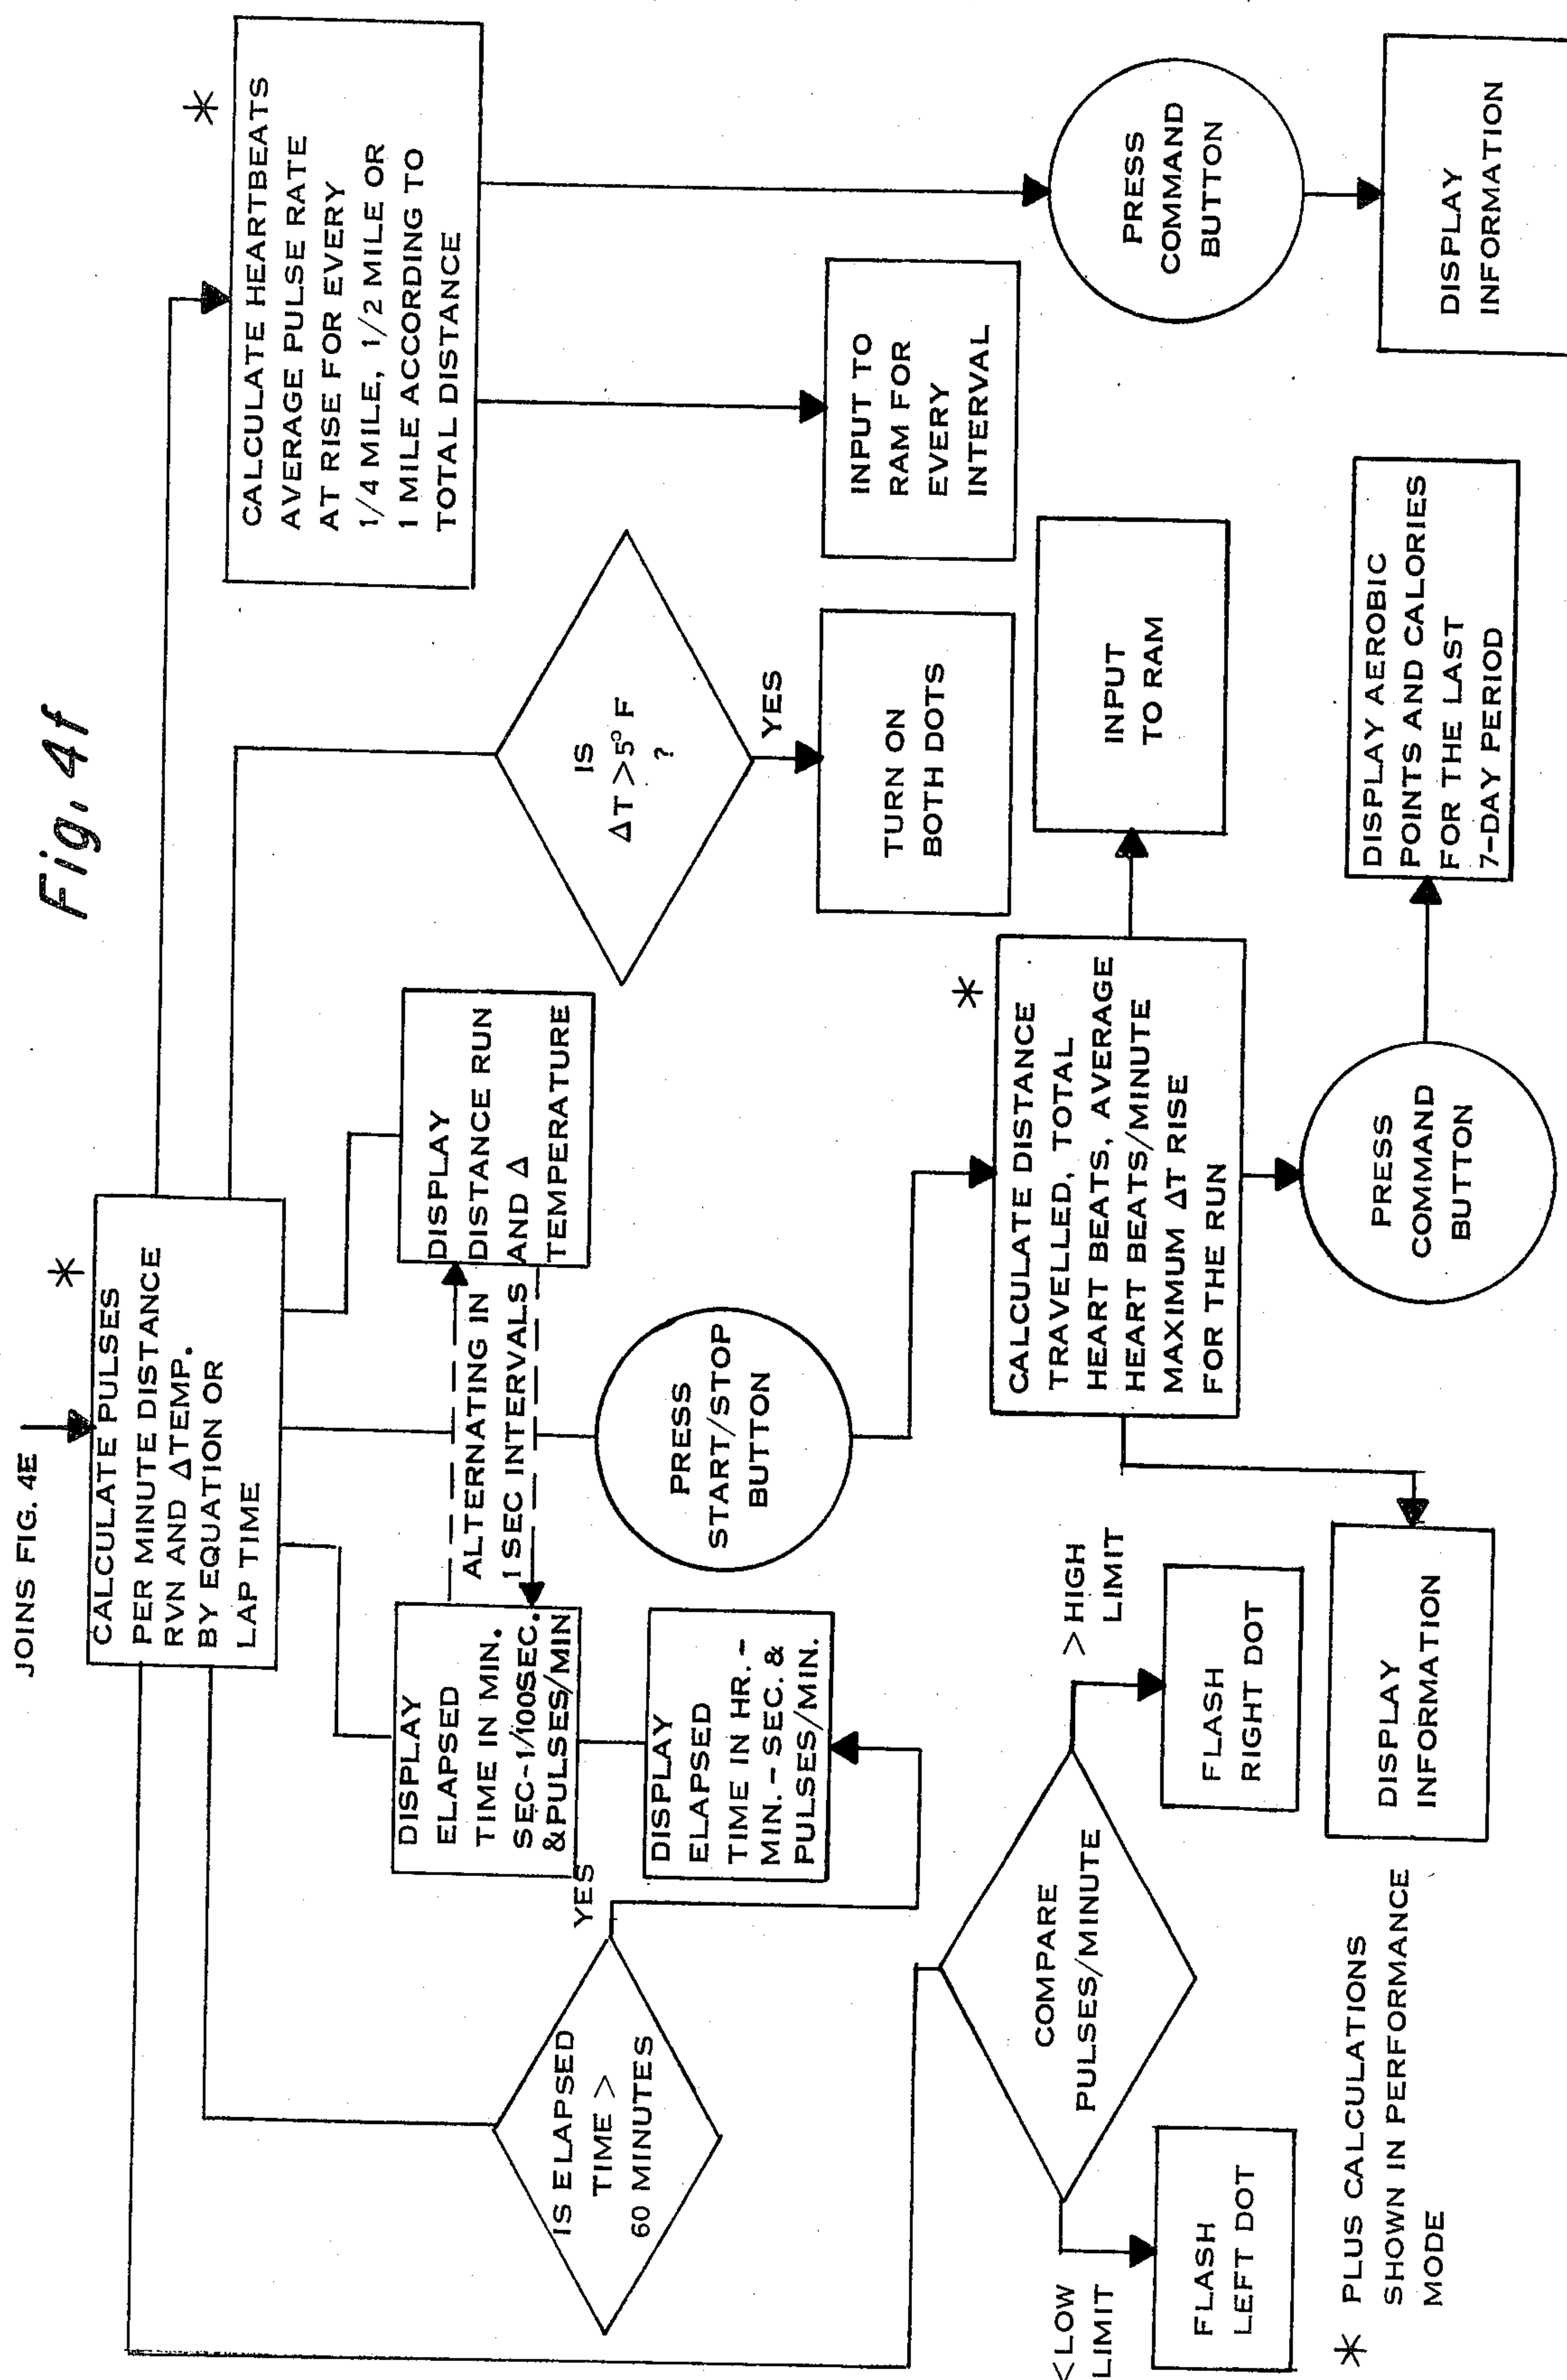 Fig. 4f
JOINS FIG. 4E
CALCULATE PULSES
PER MINUTE DISTANCE
RVN AND ΔTEMP.
BY EQUATION OR
LAP TIME
*
CALCULATE HEARTBEATS
AVERAGE PULSE RATE
AT RISE FOR EVERY
1/4 MILE, 1/2 MILE OR
1 MILE ACCORDING TO
TOTAL DISTANCE
*
DISPLAY
ELAPSED
TIME IN MIN.
SEC-1/100SEC.
&PULSES/MIN
ALTERNATING IN
1 SEC INTERVALS
DISPLAY
DISTANCE RUN
AND Δ
TEMPERATURE
IS ELAPSED
TIME >
60 MINUTES
YES
DISPLAY
ELAPSED
TIME IN HR.-
MIN.-SEC. &
PULSES/MIN.
PRESS
START/STOP
BUTTON
IS
ΔT>5° F
?
YES
TURN ON
BOTH DOTS
INPUT TO
RAM FOR
EVERY
INTERVAL
PRESS
COMMAND
BUTTON
DISPLAY
INFORMATION
COMPARE
PULSES/MINUTE
<LOW
LIMIT
FLASH
LEFT DOT
>HIGH
LIMIT
FLASH
RIGHT DOT
CALCULATE DISTANCE
TRAVELLED, TOTAL
HEART BEATS, AVERAGE
HEART BEATS/MINUTE
MAXIMUM ΔT RISE
FOR THE RUN
*
INPUT
TO RAM
DISPLAY
INFORMATION
PRESS
COMMAND
BUTTON
DISPLAY AEROBIC
POINTS AND CALORIES
FOR THE LAST
7-DAY PERIOD
* PLUS CALCULATIONS
SHOWN IN PERFORMANCE
MODE